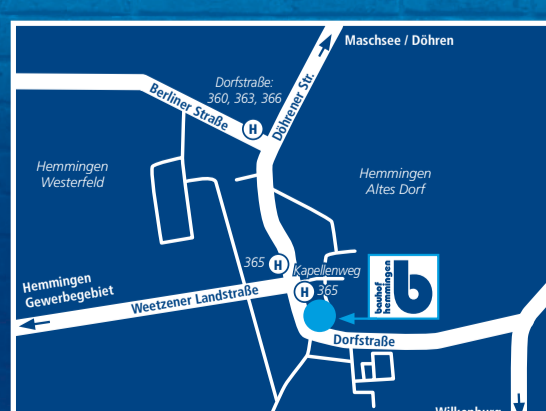 Maschsee / Döhren
Dorfstraße:
360, 363, 366
Berliner Straße
Döhrener Str.
H
Hemmingen
Westerfeld
Hemmingen
Altes Dorf
365 H
Kapellenweg
H 365
bauhof
hemmingen
b
Hemmingen
Gewerbegebiet
Weetzener Landstraße
Dorfstraße
Wilkenburg